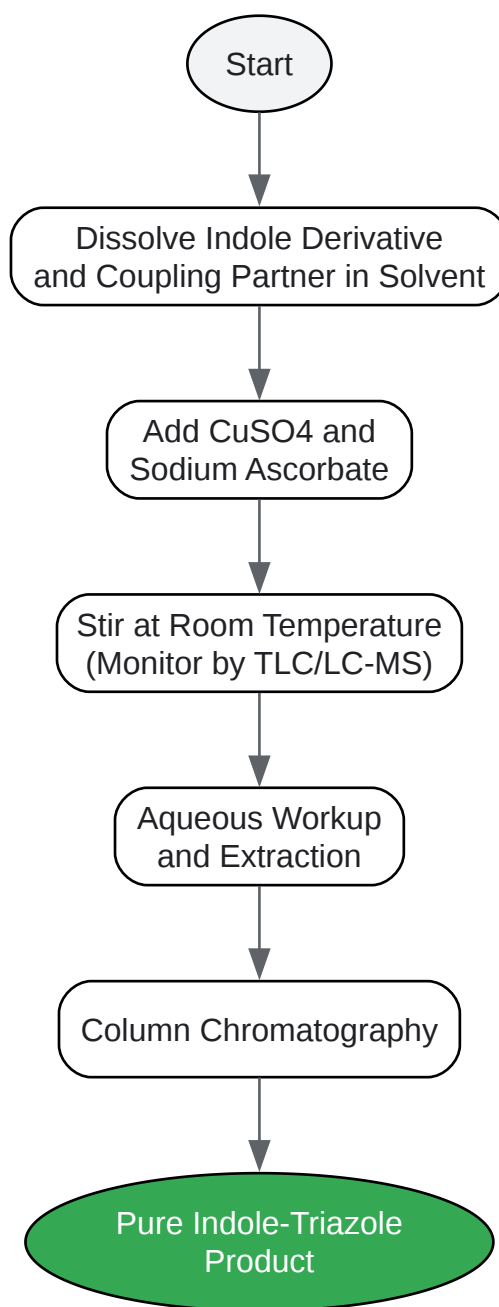 Start
Dissolve Indole Derivative
and Coupling Partner in Solvent
Add CuSO4 and
Sodium Ascorbate
Stir at Room Temperature
(Monitor by TLC/LC-MS)
Aqueous Workup
and Extraction
Column Chromatography
Pure Indole-Triazole
Product